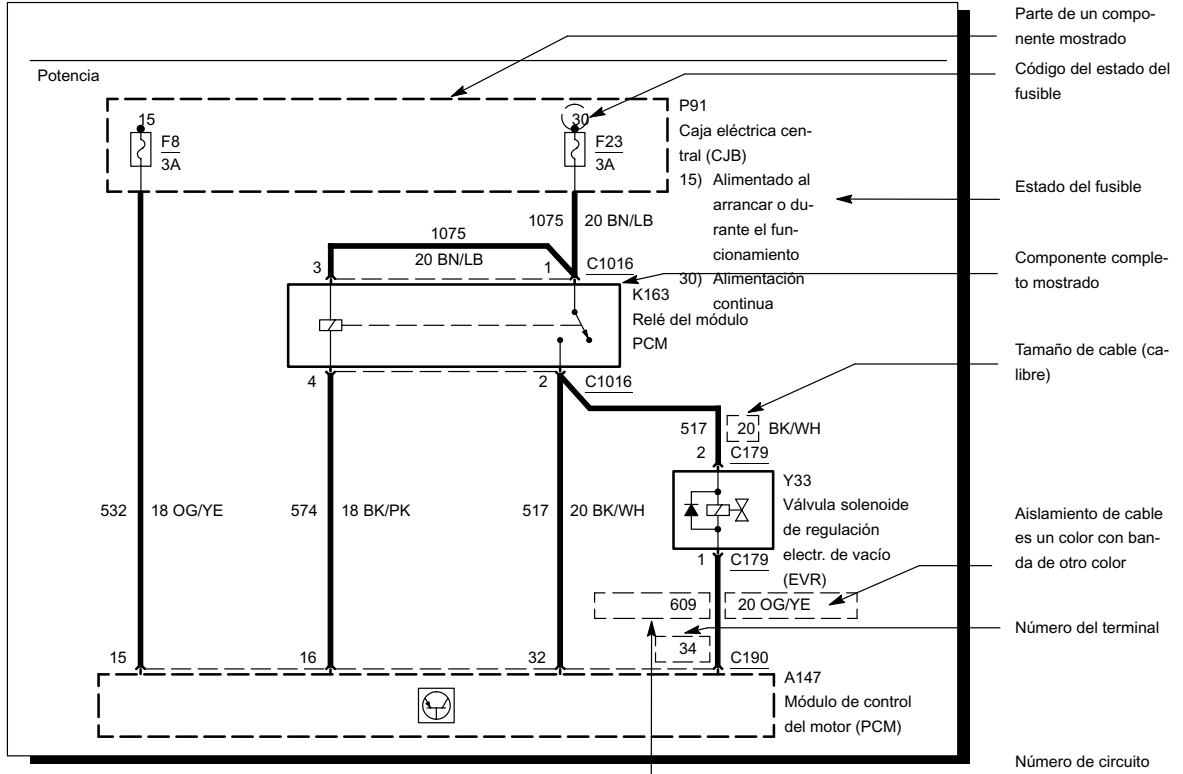 Parte de un compo-
nente mostrado
Código del estado del
fusible
Estado del fusible
Componente comple-
to mostrado
Tamaño de cable (ca-
libre)
Aislamiento de cable
es un color con ban-
da de otro color
Número del terminal
Número de circuito
Potencia
15
F8
3A
30
F23
3A
P91
Caja eléctrica cen-
tral (CJB)
15) Alimentado al
arrancar o du-
rante el fun-
cionamiento
30) Alimentación
continua
1075
20 BN/LB
1075
20 BN/LB
3
1
C1016
K163
Relé del módulo
PCM
4
2
C1016
517
20
BK/WH
2
C179
Y33
Válvula solenoide
de regulación
electr. de vacío
(EVR)
532
18 OG/YE
574
18 BK/PK
517
20 BK/WH
1
C179
609
20 OG/YE
34
15
16
32
C190
A147
Módulo de control
del motor (PCM)